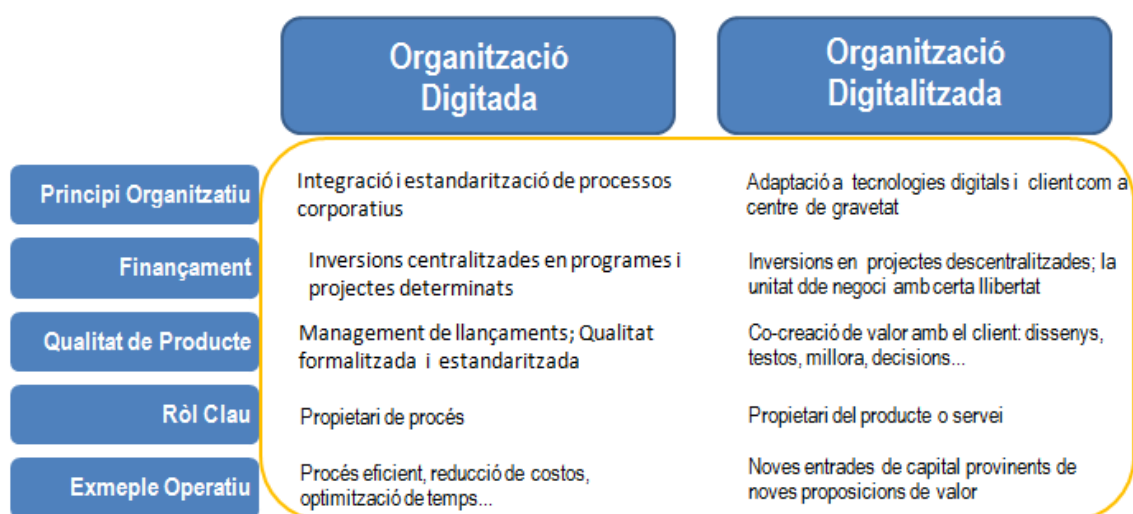 Organització
Digitada
Organització
Digitalitzada
Principi Organitzatiu
Integració i estandarització de processos
corporatius
Adaptació a tecnologies digitals i client com a
centre de gravetat
Finançament
Inversions centralitzades en programes i
projectes determinats
Inversions en projectes descentralitzades; la
unitat dde negoci amb certa llibertat
Qualitat de Producte
Management de llançaments; Qualitat
formalitzada i estandaritzada
Co-creació de valor amb el client: dissenys,
testos, millora, decisions...
Ròl Clau
Propietari de procés
Propietari del producte o servei
Exmeple Operatiu
Procés eficient, reducció de costos,
optimització de temps...
Noves entrades de capital provinents de
noves proposicions de valor